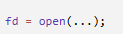 fd = open(...);